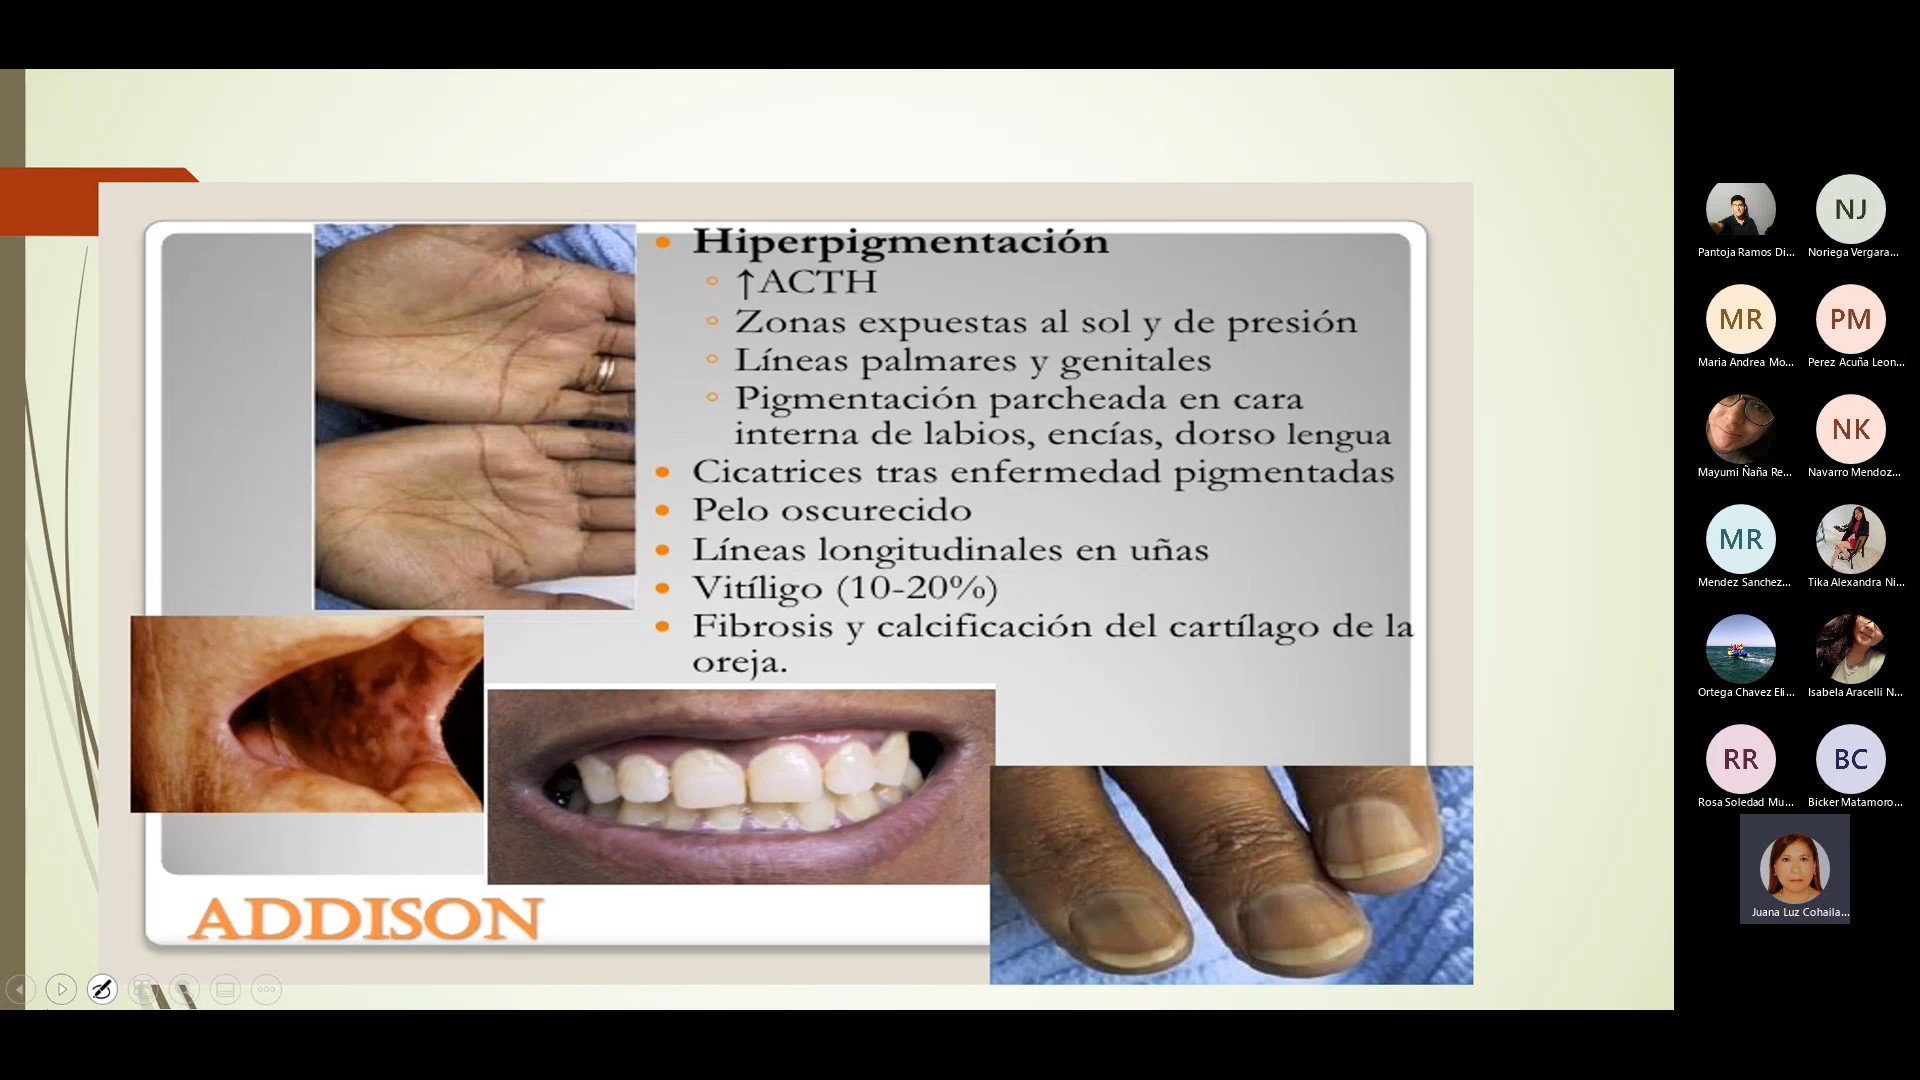 Hiperpigmentación
↑ACTH
Zonas expuestas al sol y de presión
Líneas palmares y genitales
Pigmentación parcheada en cara
interna de labios, encías, dorso lengua
Cicatrices tras enfermedad pigmentadas
Pelo oscurecido
Líneas longitudinales en uñas
Vitíligo (10-20%)
Fibrosis y calcificación del cartílago de la
oreja.
ADDISON
Pantoja Ramos Di...
NJ
Noriega Vergara...
MR
Maria Andrea Mo...
PM
Perez Acuña Leon...
Mayumi Ñaña Re...
NK
Navarro Mendoz...
MR
Mendez Sanchez...
Tika Alexandra Ni...
Ortega Chavez Eli...
Isabela Aracelli N...
RR
Rosa Soledad Mu...
BC
Bicker Matamoro...
Juana Luz Cohaila...